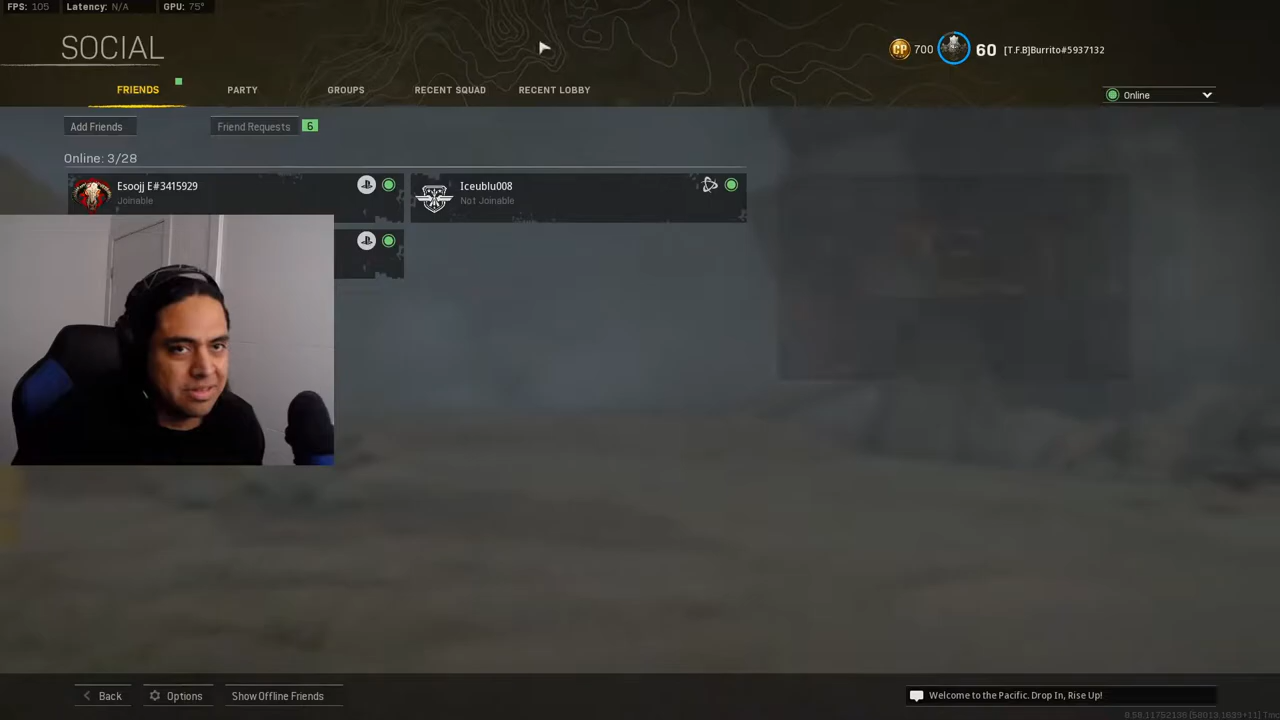 FPS: 105 Latency: N/A GPU: 75°
SOCIAL
CP 700 60 [T.F.B]Burrito#5937132
FRIENDS PARTY GROUPS RECENT SQUAD RECENT LOBBY
Online
Add Friends Friend Requests 6
Online: 3/28
Esoojj E#3415929
Joinable
Iceublu008
Not Joinable
Back Options Show Offline Friends
Welcome to the Pacific. Drop In, Rise Up!